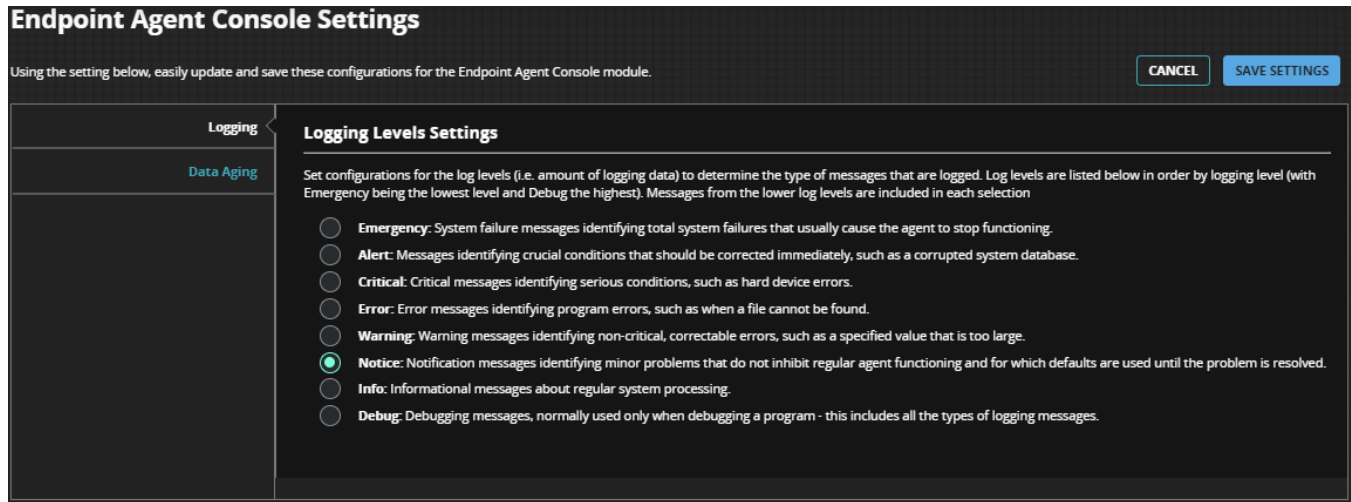 Endpoint Agent Console Settings
Using the setting below, easily update and save these configurations for the Endpoint Agent Console module.
CANCEL
SAVE SETTINGS
Logging
Data Aging
Logging Levels Settings
Set configurations for the log levels (i.e. amount of logging data) to determine the type of messages that are logged. Log levels are listed below in order by logging level (with
Emergency being the lowest level and Debug the highest). Messages from the lower log levels are included in each selection
Emergency: System failure messages identifying total system failures that usually cause the agent to stop functioning.
Alert: Messages identifying crucial conditions that should be corrected immediately, such as a corrupted system database.
Critical: Critical messages identifying serious conditions, such as hard device errors.
Error: Error messages identifying program errors, such as when a file cannot be found.
Warning: Warning messages identifying non-critical, correctable errors, such as a specified value that is too large.
Notice: Notification messages identifying minor problems that do not inhibit regular agent functioning and for which defaults are used until the problem is resolved.
Info: Informational messages about regular system processing.
Debug: Debugging messages, normally used only when debugging a program - this includes all the types of logging messages.